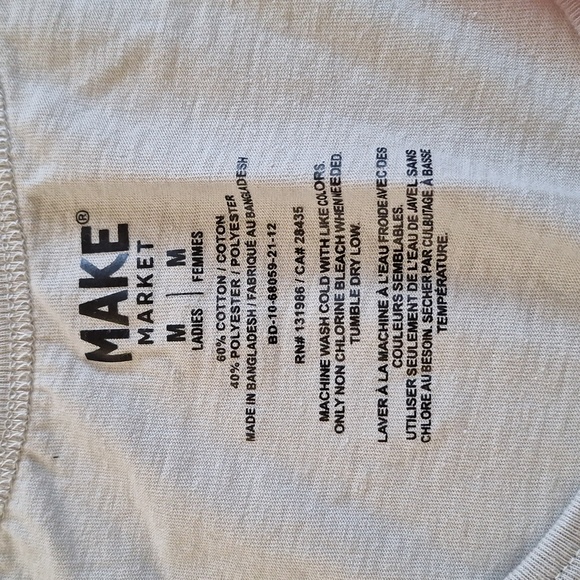 MAKE®
MARKET
M | M
LADIES | FEMMES
60% COTTON / COTON
40% POLYESTER / POLYESTER
MADE IN BANGLADESH / FABRIQUÉ AU BANGLADESH
BD-10-68059-21-12
RN# 131986 / CA# 28435
MACHINE WASH COLD WITH LIKE COLORS.
ONLY NON CHLORINE BLEACH WHEN NEEDED.
TUMBLE DRY LOW.
LAVER À LA MACHINE À L'EAU FROIDE AVEC DES
COULEURS SEMBLABLES.
UTILISER SEULEMENT DE L'EAU DE JAVEL SANS
CHLORE AU BESOIN. SÉCHER PAR CULBUTAGE À BASSE
TEMPÉRATURE.